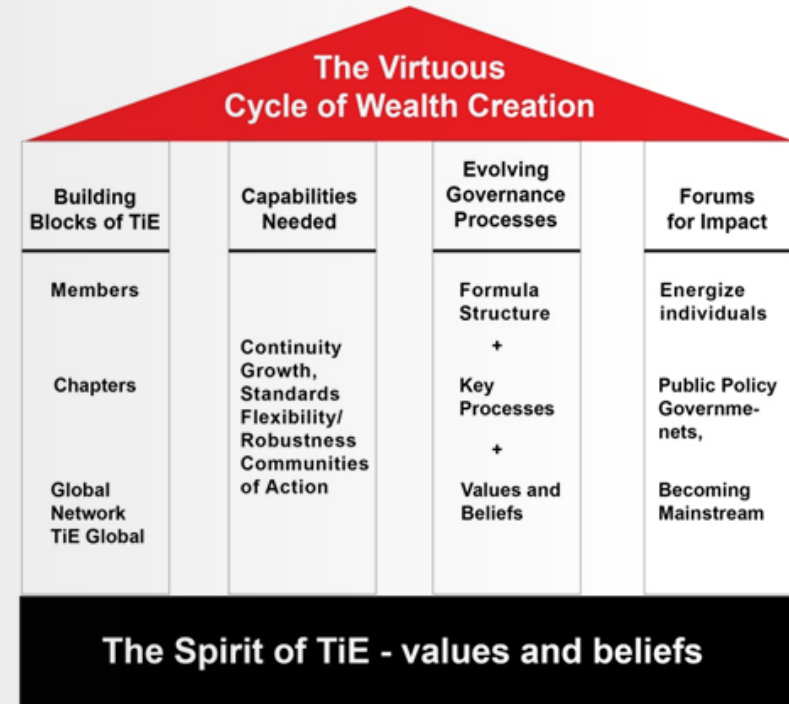 The Virtuous
Cycle of Wealth Creation
Building
Blocks of TiE
Members
Chapters
Global
Network
TiE Global
Capabilities
Needed
Continuity
Growth,
Standards
Flexibility/
Robustness
Communities
of Action
Evolving
Governance
Processes
Formula
Structure
+
Key
Processes
+
Values and
Beliefs
Forums
for Impact
Energize
individuals
Public Policy
Governme-
nets,
Becoming
Mainstream
The Spirit of TiE - values and beliefs